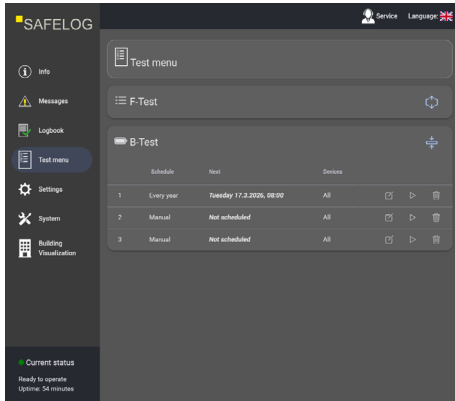 SAFELOG
Service Language:
Info
Messages
Logbook
Test menu
Settings
System
Building
Visualization
Current status
Ready to operate
Uptime: 54 minutes
Test menu
F-Test
B-Test
Schedule Next Devices
1 Every year Tuesday 17.3.2026, 08:00 All
2 Manual Not scheduled All
3 Manual Not scheduled All